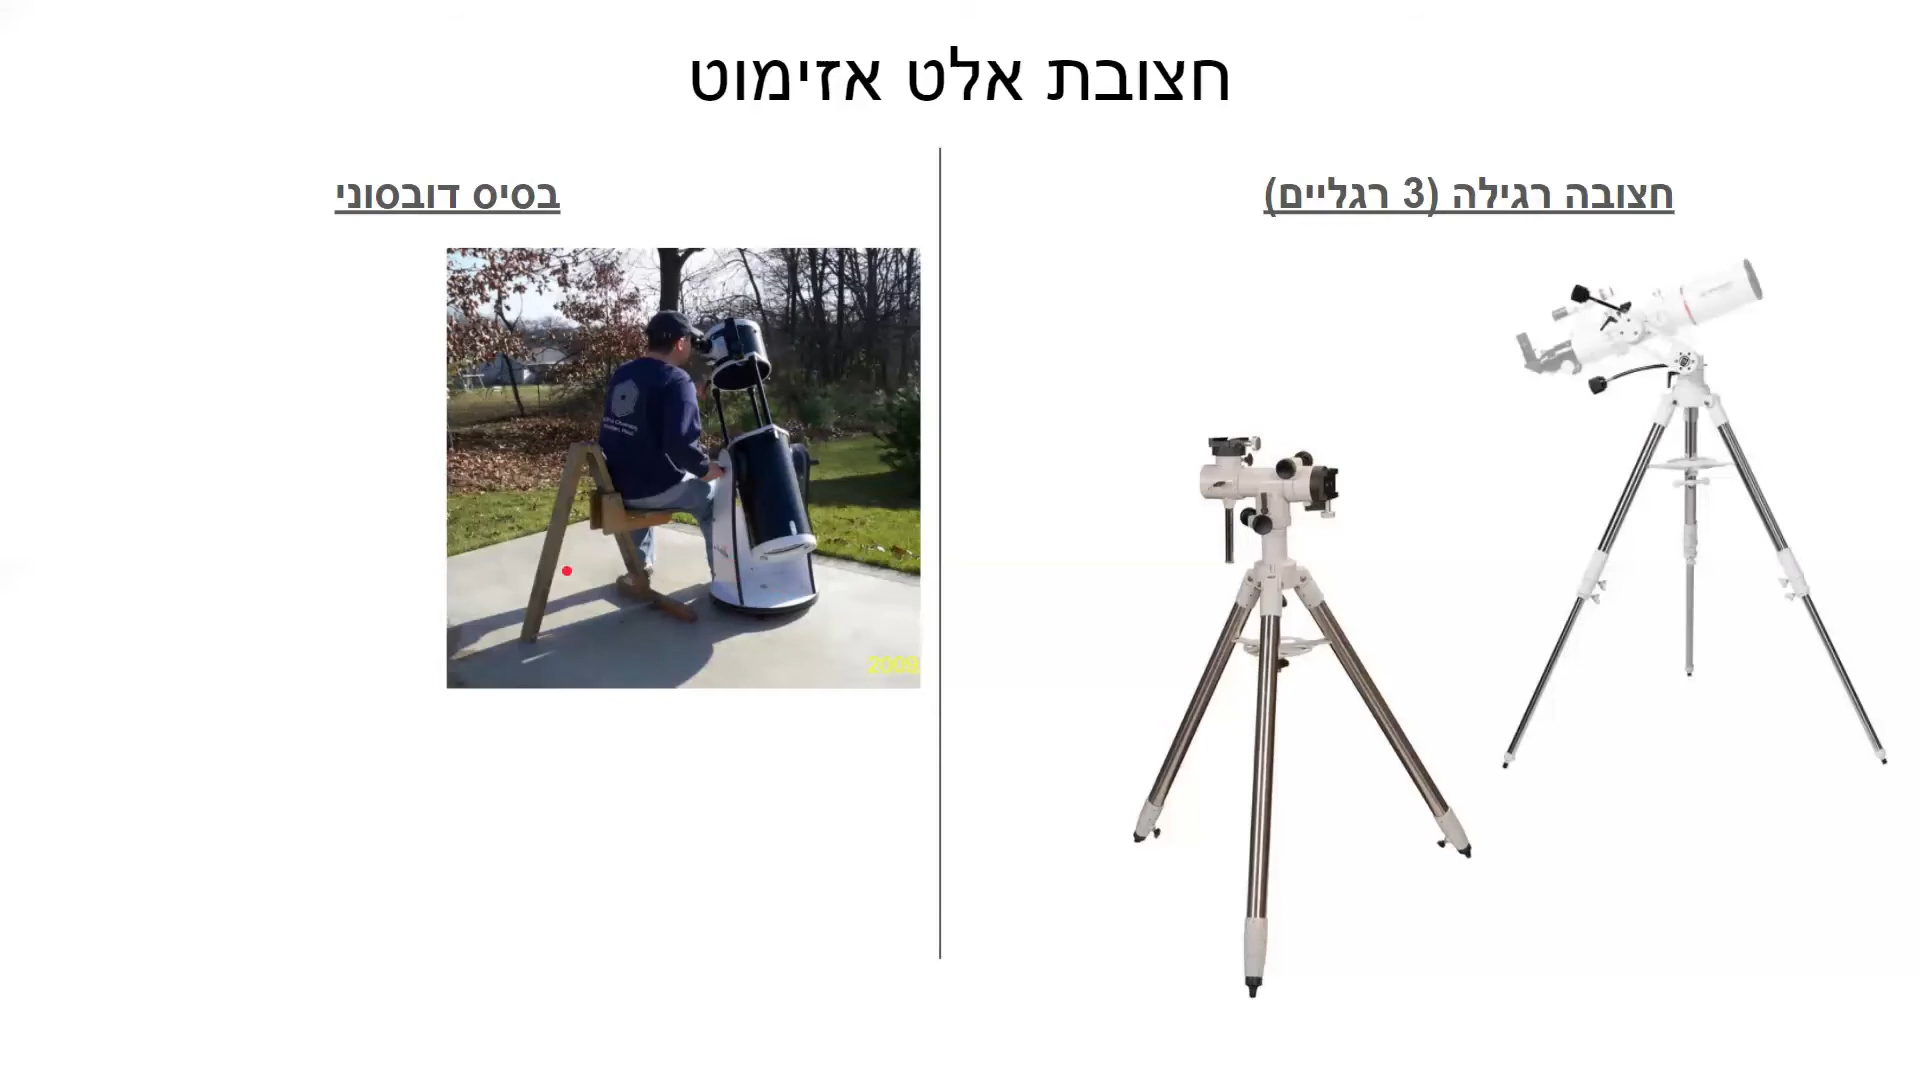 חצובת אלט אזימוט
חצובה רגילה (3 רגליים)
בסיס דובסוני
2009